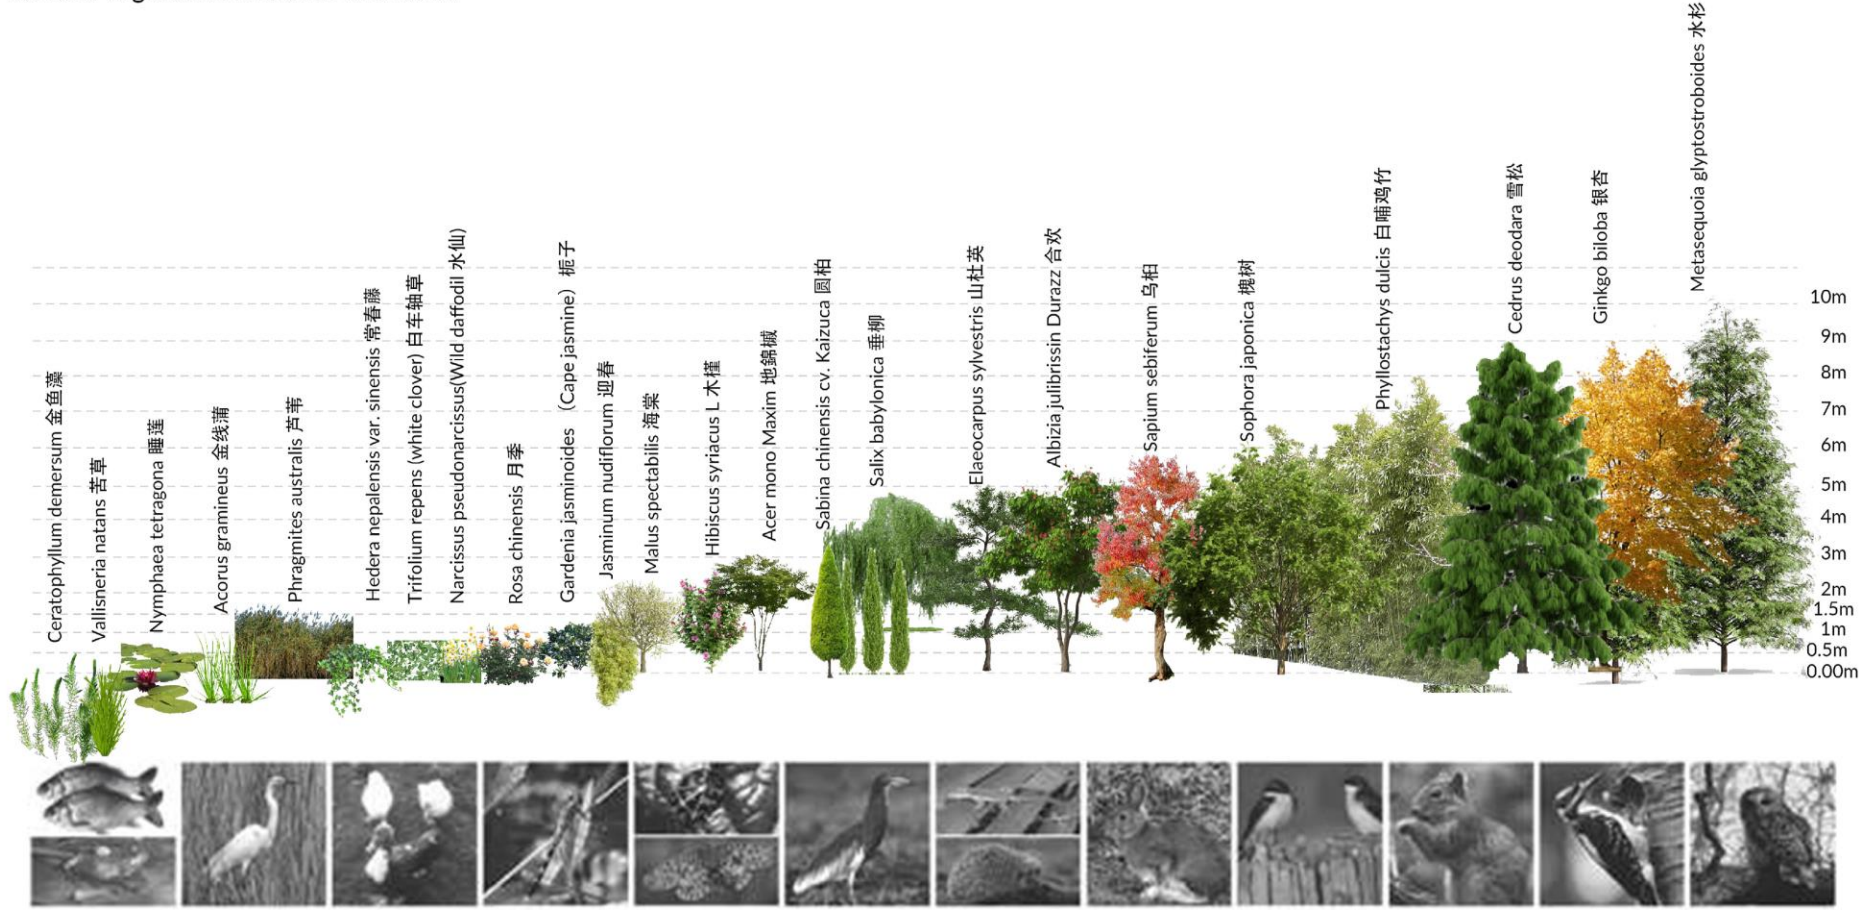 Ceratophyllum demersum 金鱼藻
Vallisneria natans 苦草
Nymphaea tetragona 睡莲
Acorus gramineus 金线蒲
Phragmites australis 芦苇
Hedera nepalensis var. sinensis 常春藤
Trifolium repens (white clover) 白车轴草
Narcissus pseudonarcissus(Wild daffodil 水仙)
Rosa chinensis 月季
Gardenia jasminoides （Cape jasmine）栀子
Jasminum nudiflorum 迎春
Malus spectabilis 海棠
Hibiscus syriacus L 木槿
Acer mono Maxim 地錦槭
Sabina chinensis cv. Kaizuca 圆柏
Salix babylonica 垂柳
Elaeocarpus sylvestris 山杜英
Albizia julibrissin Durazz 合欢
Sapium sebiferum 乌桕
Sophora japonica 槐树
Phyllostachys dulcis 白哺鸡竹
Cedrus deodara 雪松
Ginkgo biloba 银杏
Metasequoia glyptostroboides 水杉
10m
9m
8m
7m
6m
5m
4m
3m
2m
1.5m
1m
0.5m
0.00m